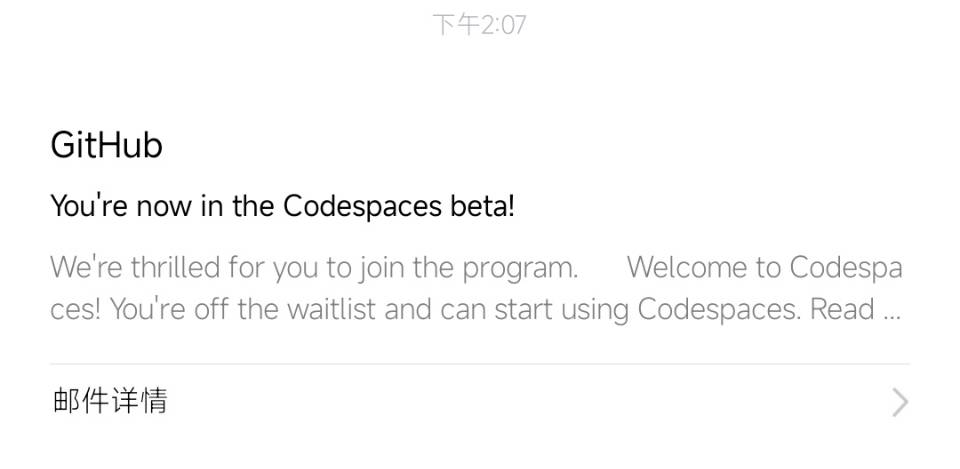 下午2:07
GitHub
You're now in the Codespaces beta!
We're thrilled for you to join the program. Welcome to Codespa
ces! You're off the waitlist and can start using Codespaces. Read ...
邮件详情